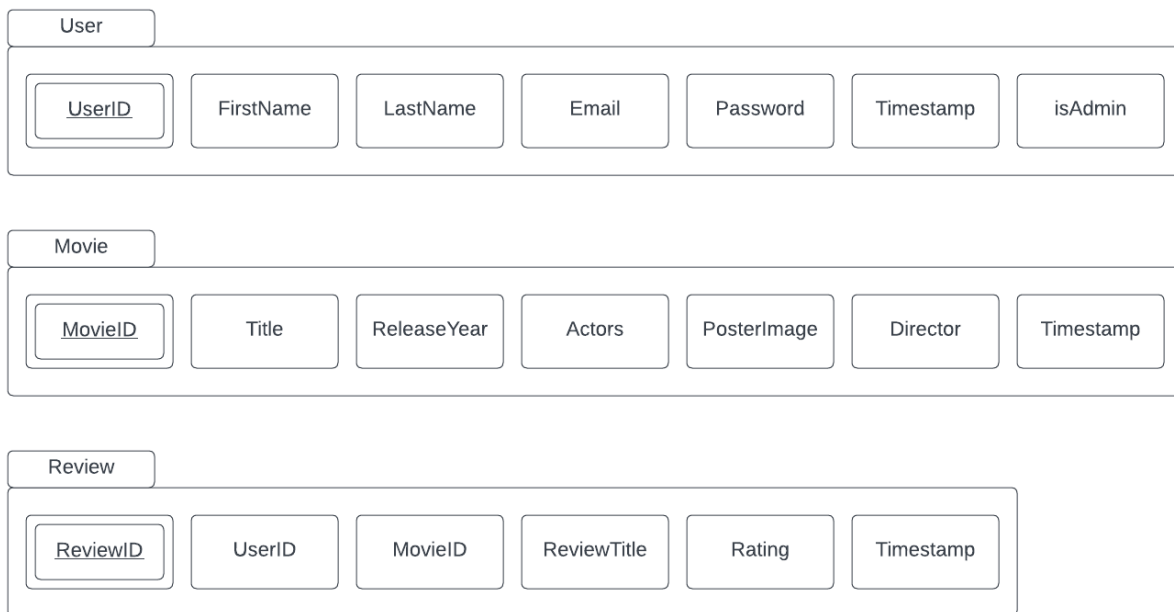 User
UserID FirstName LastName Email Password Timestamp isAdmin
Movie
MovieID Title ReleaseYear Actors PosterImage Director Timestamp
Review
ReviewID UserID MovieID ReviewTitle Rating Timestamp